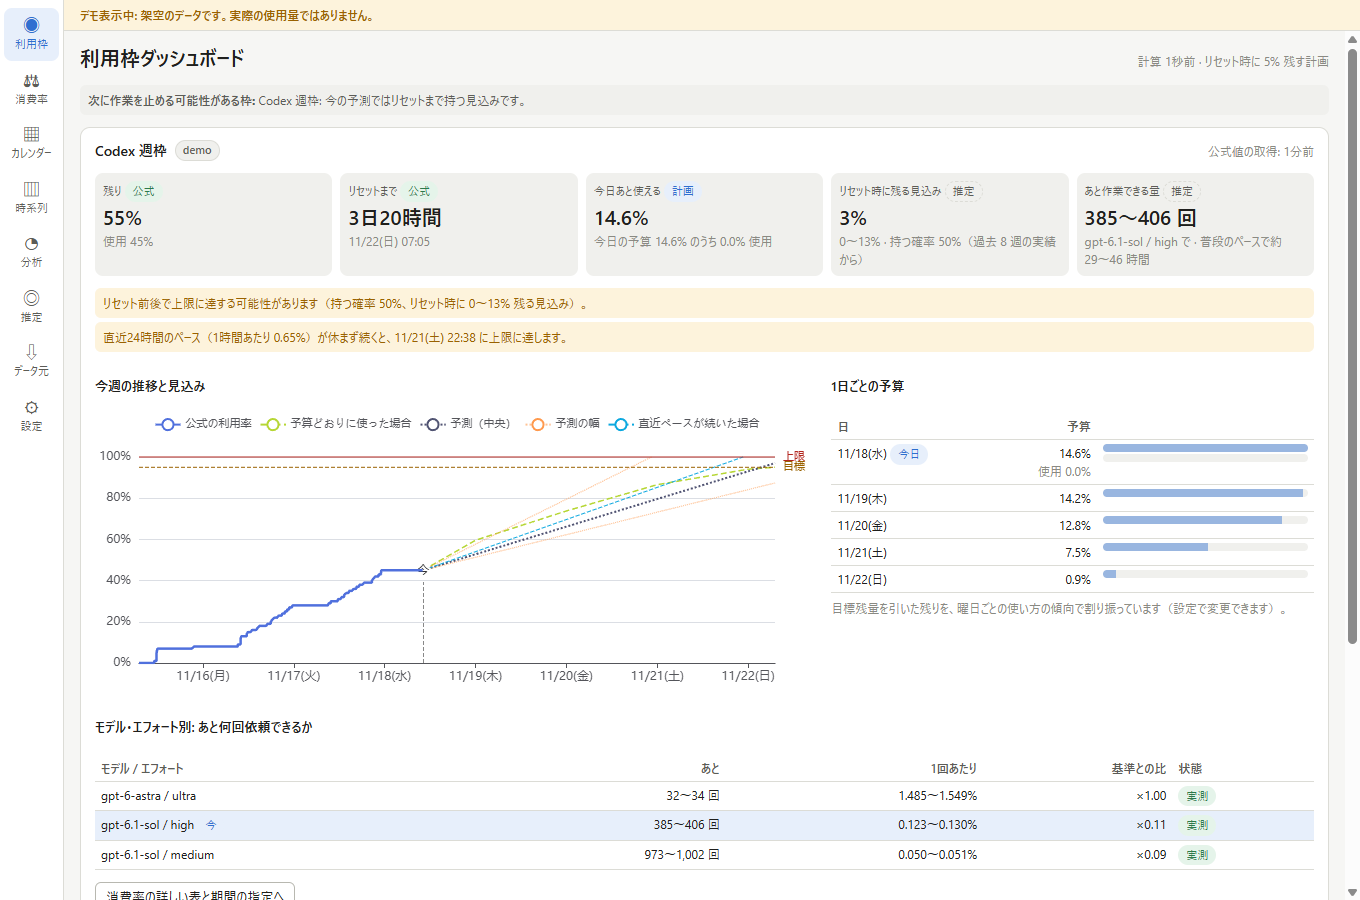 デモ表示中: 架空のデータです。実際の使用量ではありません。
利用枠
消費率
カレンダー
時系列
分析
推定
データ元
設定
利用枠ダッシュボード
計算 1秒前 · リセット時に 5% 残す計画
次に作業を止める可能性がある枠: Codex 週枠: 今の予測ではリセットまで持つ見込みです。
Codex 週枠 demo
公式値の取得: 1分前
残り 公式
55%
使用 45%
リセットまで 公式
3日20時間
11/22(日) 07:05
今日あと使える 計画
14.6%
今日の予算 14.6% のうち 0.0% 使用
リセット時に残る見込み 推定
3%
0〜13% · 持つ確率 50%（過去 8 週の実績
から）
あと作業できる量 推定
385〜406 回
gpt-6.1-sol / high で · 普段のペースで約
29〜46 時間
リセット前後で上限に達する可能性があります（持つ確率 50%、リセット時に 0〜13% 残る見込み）。
直近24時間のペース（1時間あたり 0.65%）が休まず続くと、11/21(土) 22:38 に上限に達します。
今週の推移と見込み
公式の利用率 予算どおりに使った場合 予測（中央） 予測の幅 直近ペースが続いた場合
100%
80%
60%
40%
20%
0%
上限
目標
11/16(月) 11/17(火) 11/18(水) 11/19(木) 11/20(金) 11/21(土) 11/22(日)
1日ごとの予算
日 予算
11/18(水) 今日 14.6%
使用 0.0%
11/19(木) 14.2%
11/20(金) 12.8%
11/21(土) 7.5%
11/22(日) 0.9%
目標残量を引いた残りを、曜日ごとの使い方の傾向で割り振っています（設定で変更できます）。
モデル・エフォート別: あと何回依頼できるか
モデル / エフォート あと 1回あたり 基準との比 状態
gpt-6-astra / ultra 32〜34 回 1.485〜1.549% ×1.00 実測
gpt-6.1-sol / high 今 385〜406 回 0.123〜0.130% ×0.11 実測
gpt-6.1-sol / medium 973〜1,002 回 0.050〜0.051% ×0.09 実測
消費率の詳しい表と期間の指定へ